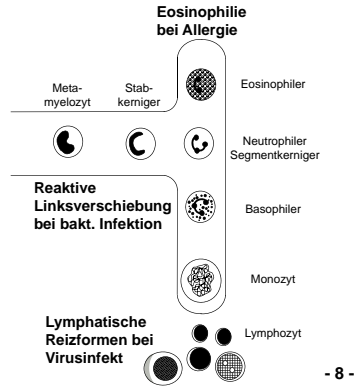 Eosinophilie
bei Allergie
Eosinophiler
Meta-
myelozyt
Stab-
kerniger
Neutrophiler
Segmentkerniger
Reaktive
Linksverschiebung
bei bakt. Infektion
Basophiler
Monozyt
Lymphatische
Reizformen bei
Virusinfekt
Lymphozyt
- 8 -